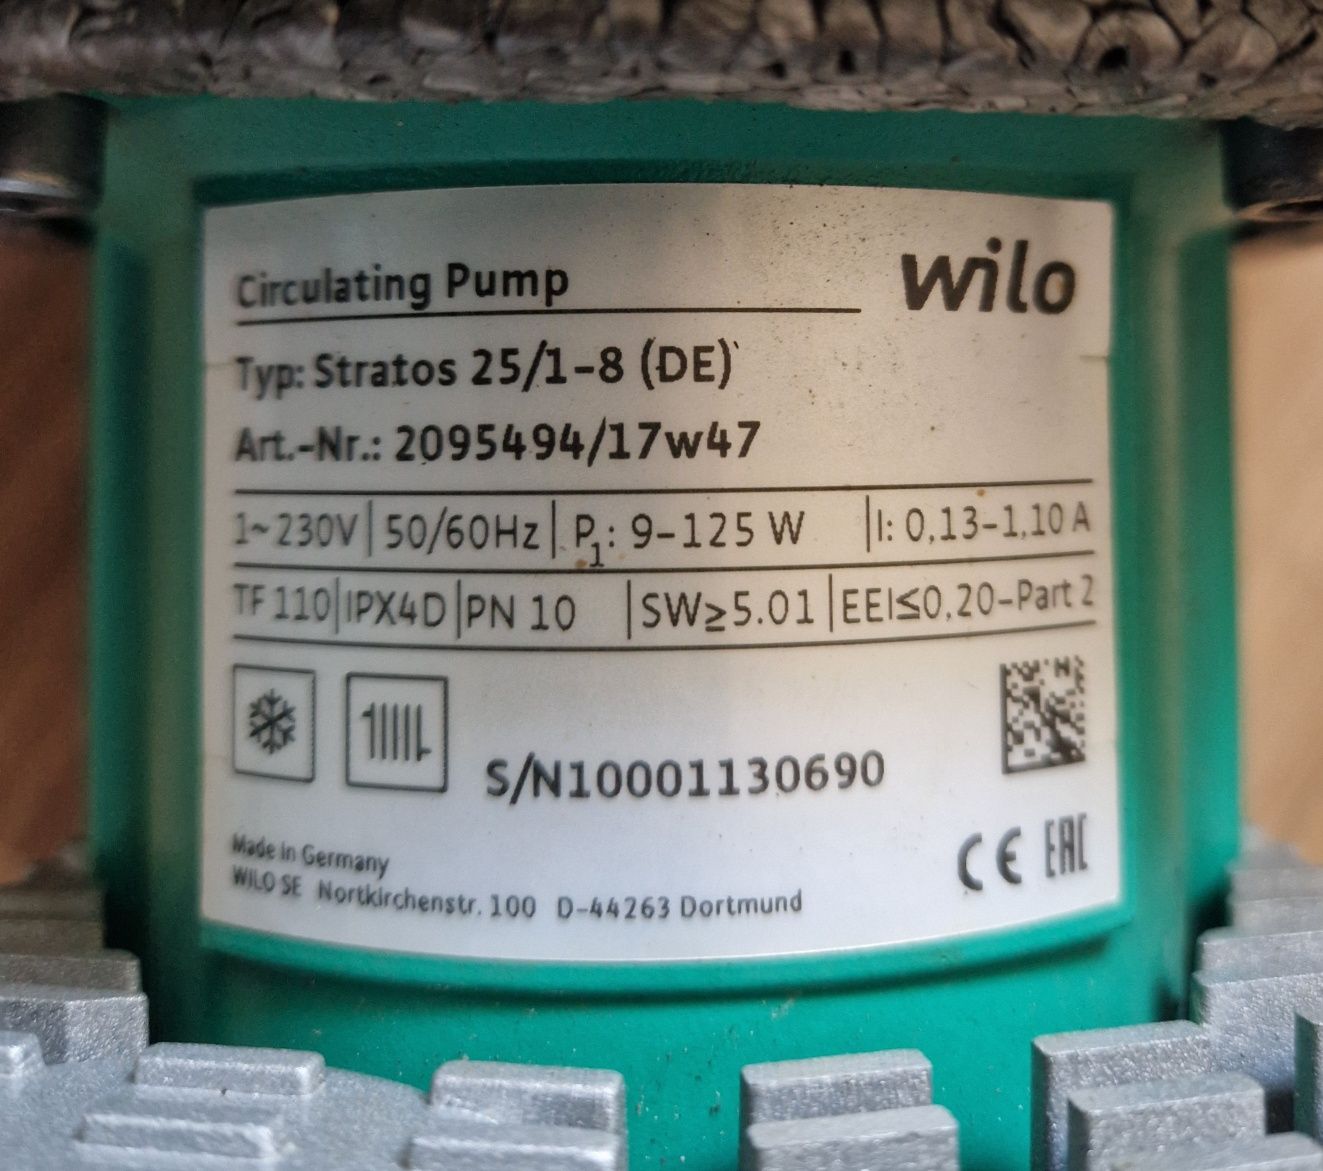 Circulating Pump
wilo
Typ: Stratos 25/1-8 (DE)
Art.-Nr.: 2095494/17w47
1~230V 50/60Hz P1: 9-125 W I: 0,13-1,10 A
TF 110 IPX4D PN 10 SW≥5.01 EEI≤0,20-Part 2
S/N10001130690
Made in Germany
WILO SE Nortkirchenstr. 100 D-44263 Dortmund
CE EAC